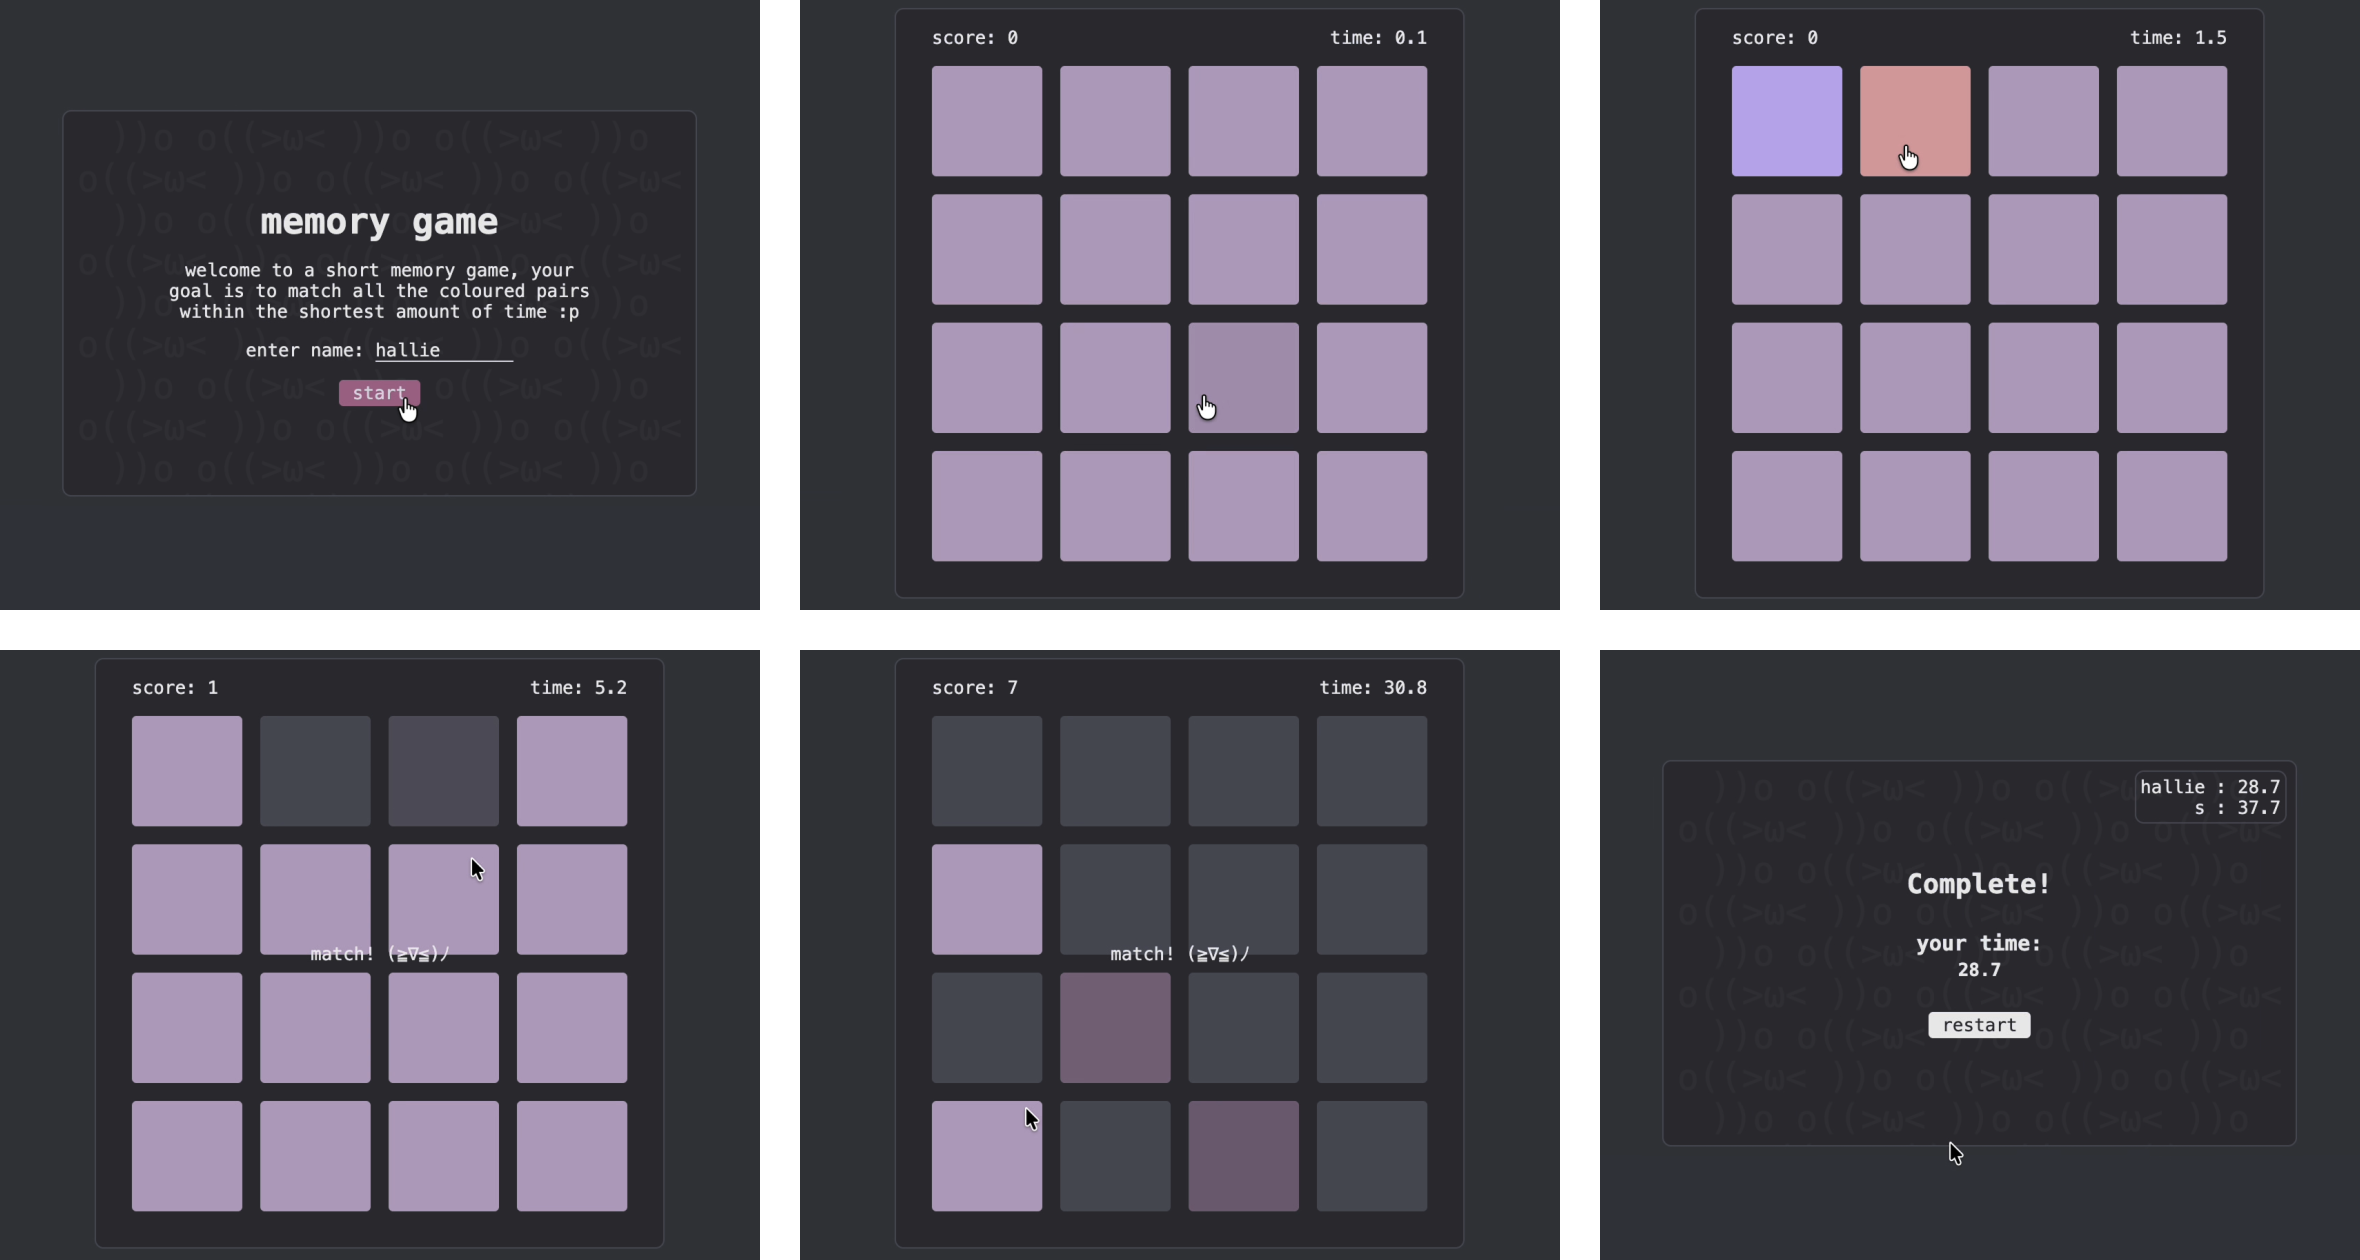 ))o o((>ω< ))o o((>ω< ))o
o((>ω< ))o o((>ω< ))o o((>ω<
memory game
welcome to a short memory game, your
goal is to match all the coloured pairs
within the shortest amount of time :p
enter name: hallie
start
o((>ω< ))o o((>ω< ))o o((>ω<
))o o((>ω< ))o o((>ω< ))o
score: 0 time: 0.1
score: 0 time: 1.5
score: 1 time: 5.2
match! (≧∇≦)ﾉ
score: 7 time: 30.8
match! (≧∇≦)ﾉ
hallie : 28.7
s : 37.7
Complete!
your time:
28.7
restart
o((>ω< ))o o((>ω< ))o o((>ω<
))o o((>ω< ))o o((>ω< ))o